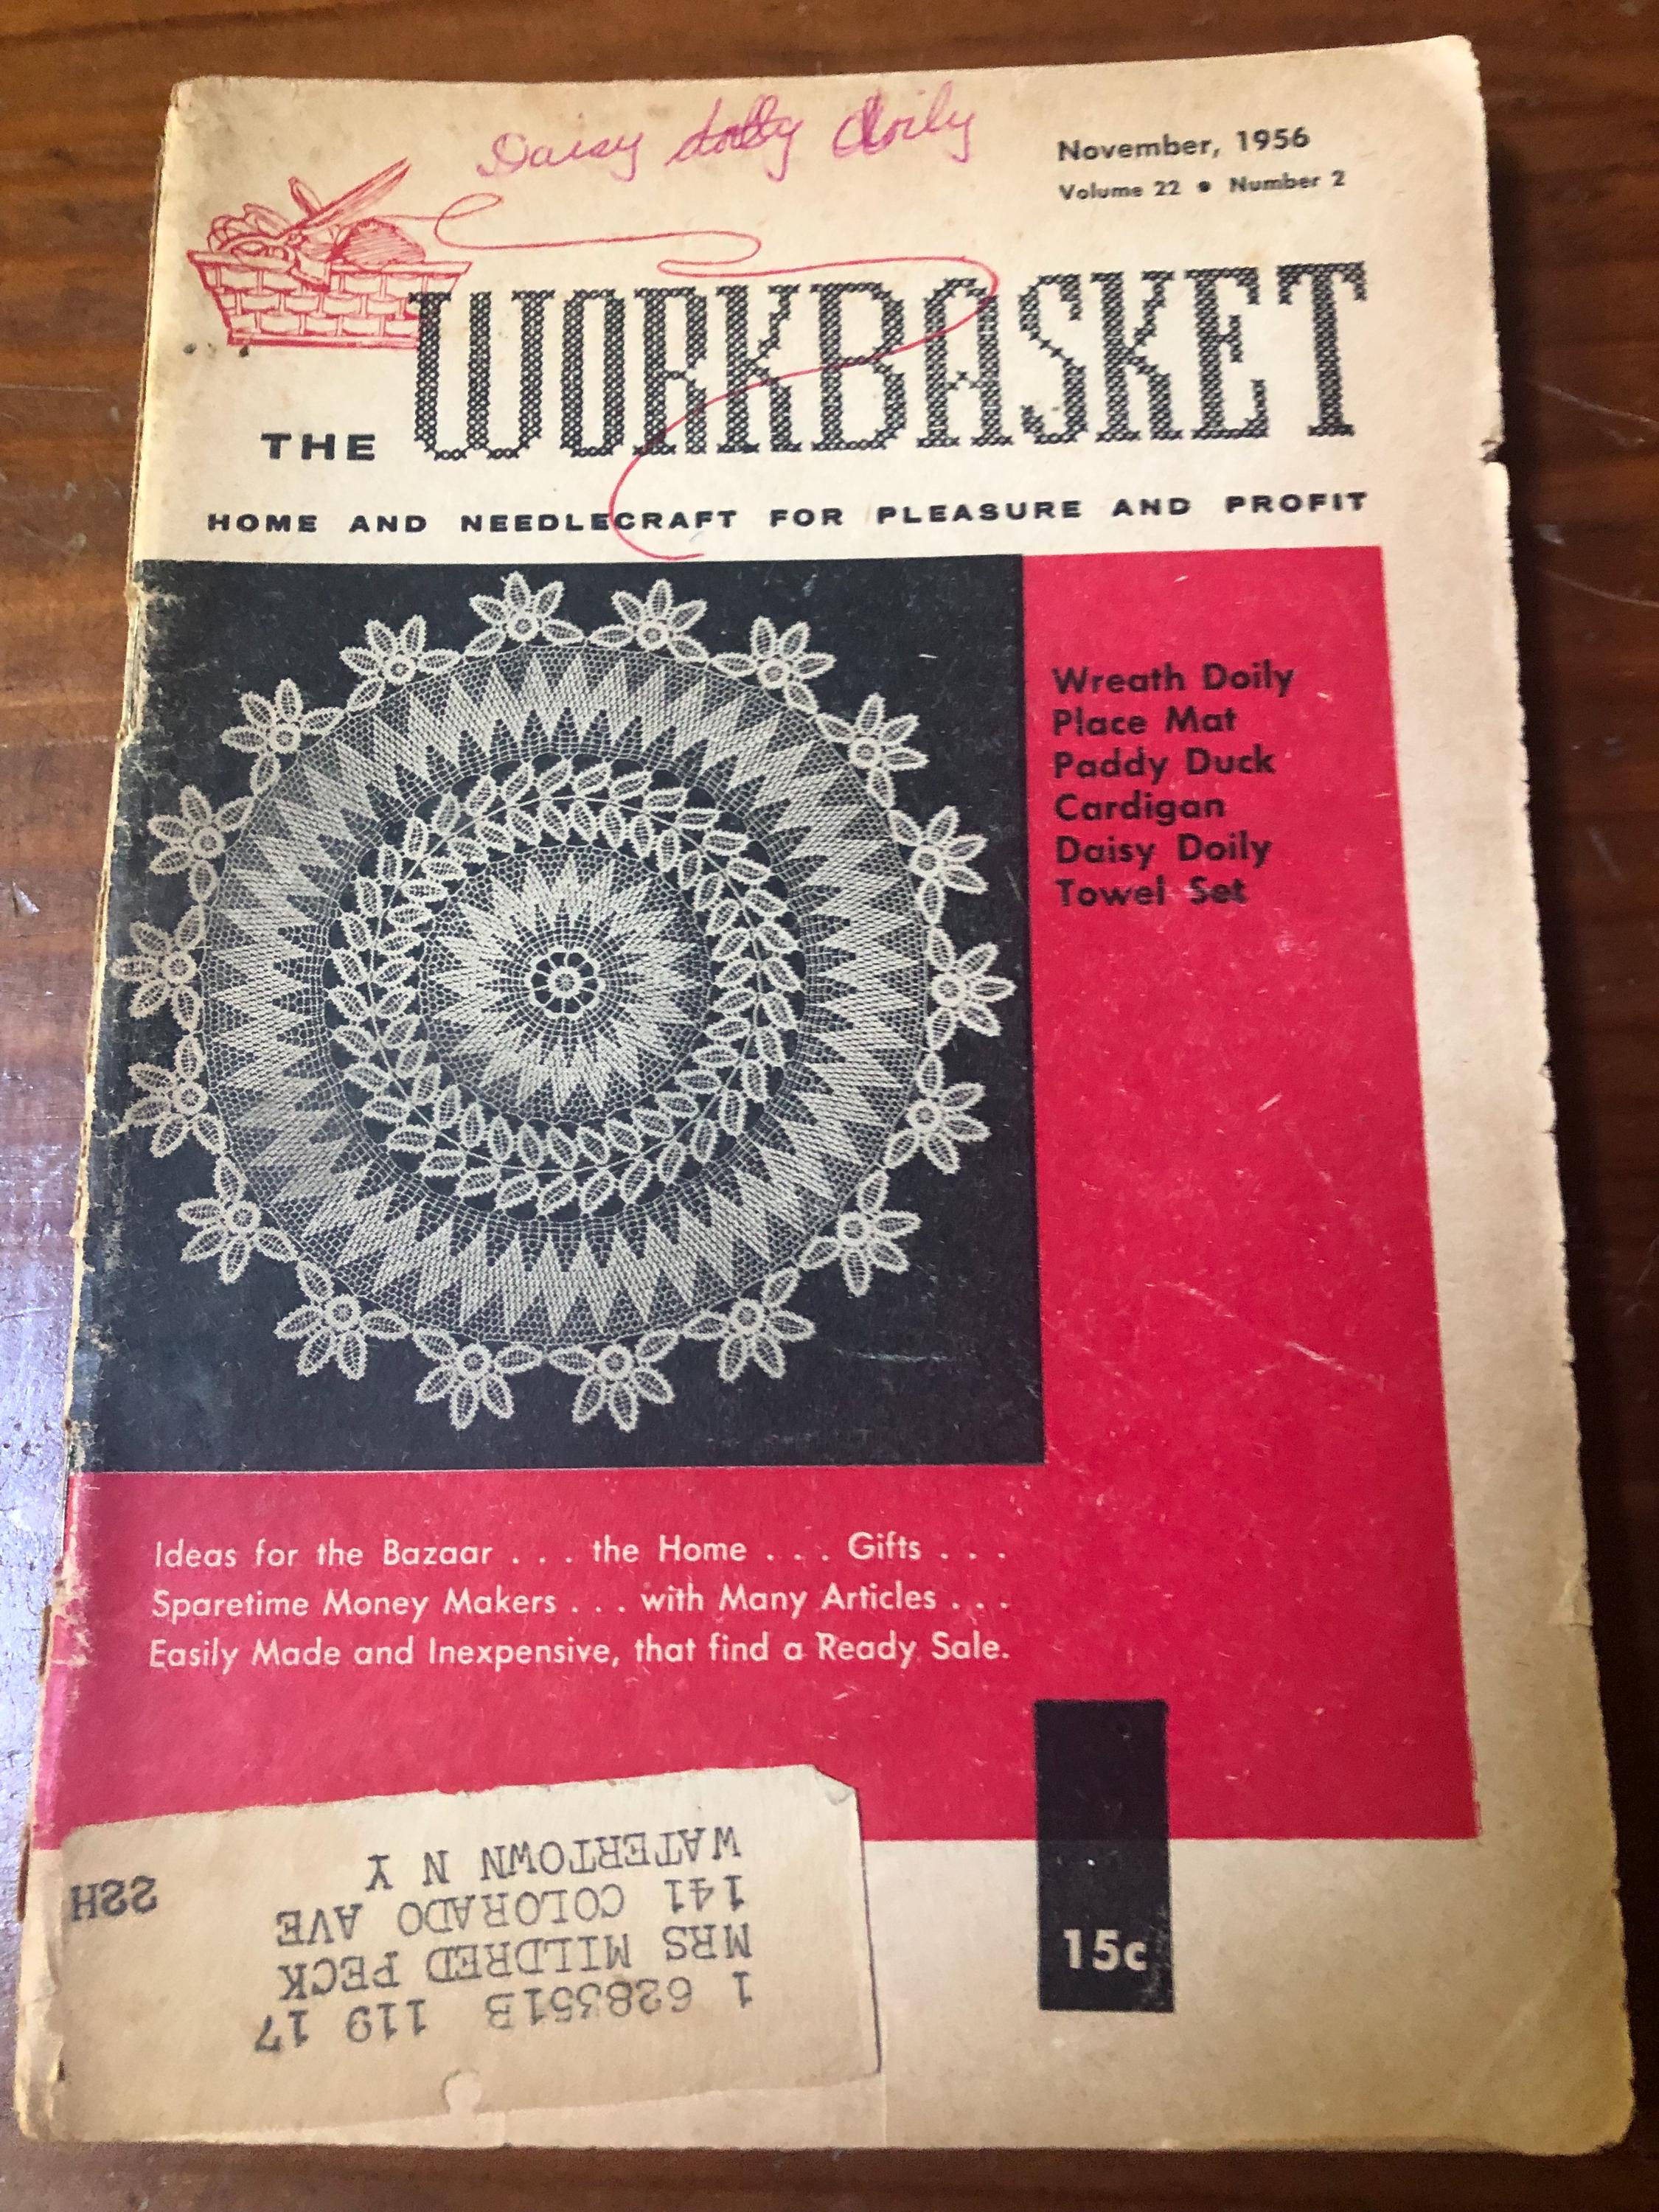 Daisy dolly doily
November, 1956
Volume 22 • Number 2
THE WORKBASKET
HOME AND NEEDLECRAFT FOR PLEASURE AND PROFIT
Wreath Doily
Place Mat
Paddy Duck
Cardigan
Daisy Doily
Towel Set
Ideas for the Bazaar . . . the Home . . . Gifts . . .
Sparetime Money Makers . . . with Many Articles . . .
Easily Made and Inexpensive, that find a Ready Sale.
15c
1 628351B 119 17
MRS MILDRED PECK
141 COLORADO AVE
WATERTOWN N Y
22H